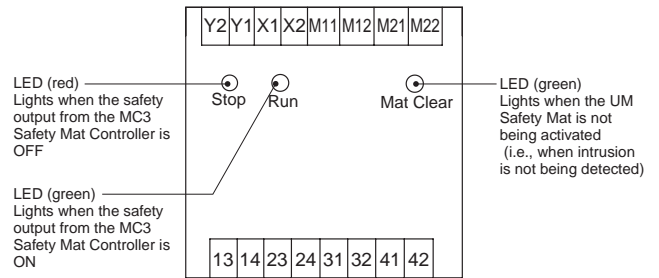 Y2 Y1 X1 X2 M11 M12 M21 M22
LED (red)
Lights when the safety
output from the MC3
Safety Mat Controller is
OFF
Stop Run Mat Clear
LED (green)
Lights when the UM
Safety Mat is not
being activated
(i.e., when intrusion
is not being detected)
LED (green)
Lights when the safety
output from the MC3
Safety Mat Controller is
ON
13 14 23 24 31 32 41 42